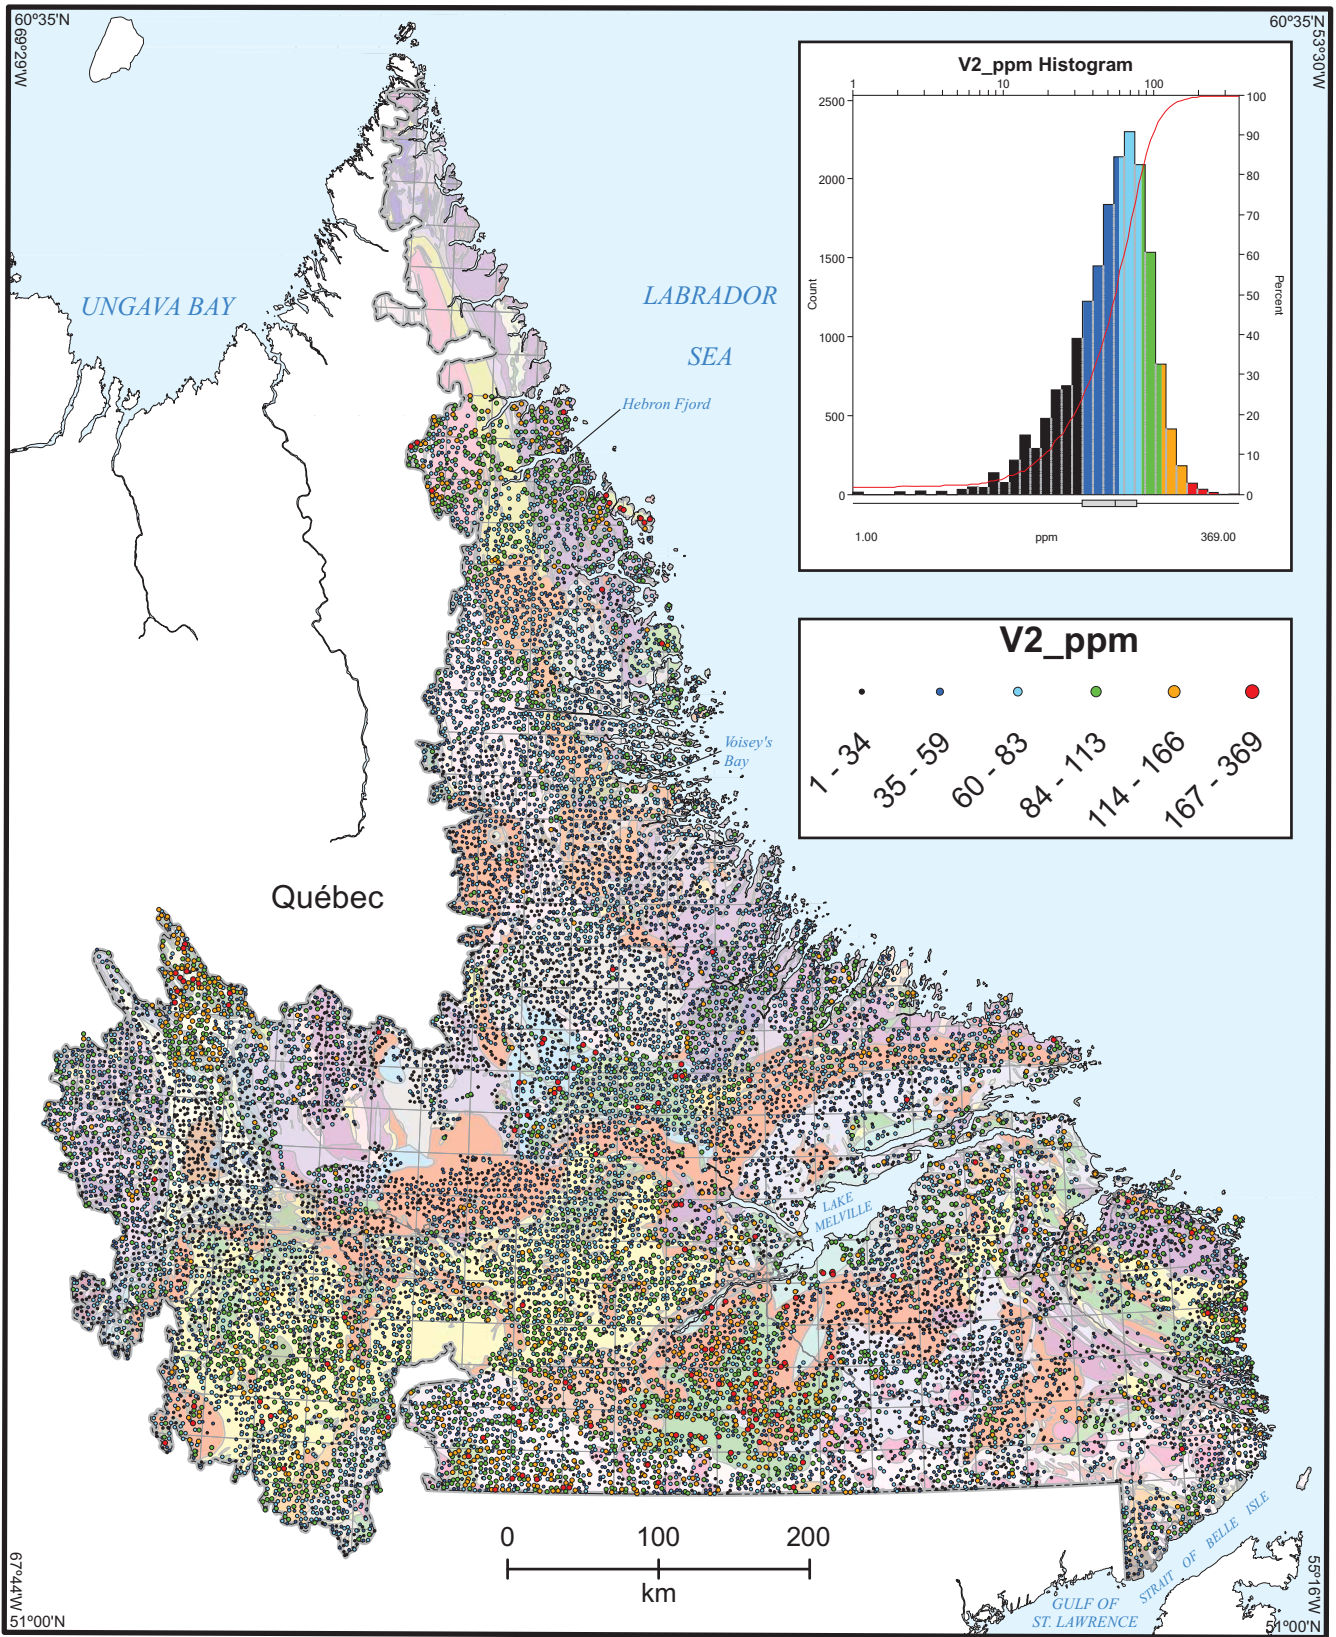 60°35'N
69°29'W
60°35'N
53°30'W
V2_ppm Histogram
1
10
100
2500
2000
1500
1000
500
0
Count
100
90
80
70
60
50
40
30
20
10
0
Percent
1.00
ppm
369.00
UNGAVA BAY
LABRADOR
SEA
Hebron Fjord
V2_ppm
1 - 34
35 - 59
60 - 83
84 - 113
114 - 166
167 - 369
Voisey's
Bay
Québec
LAKE
MELVILLE
0
100
200
km
STRAIT OF BELLE ISLE
GULF OF
ST. LAWRENCE
67°44'W
51°00'N
55°16'W
51°00'N